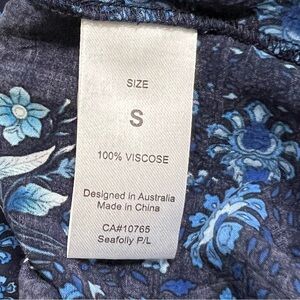 SIZE
S
100% VISCOSE
Designed in Australia
Made in China
CA#10765
Seafolly P/L